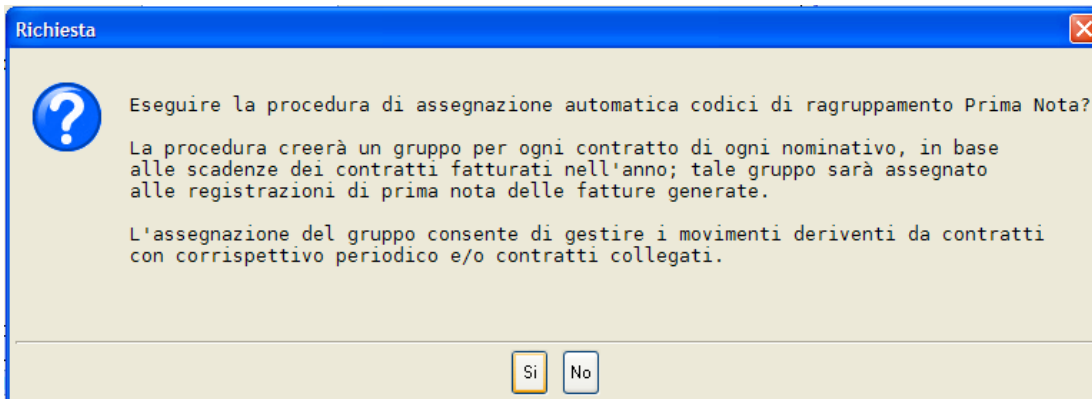 Richiesta
Eseguire la procedura di assegnazione automatica codici di ragruppamento Prima Nota?
La procedura creerà un gruppo per ogni contratto di ogni nominativo, in base
alle scadenze dei contratti fatturati nell'anno; tale gruppo sarà assegnato
alle registrazioni di prima nota delle fatture generate.
L'assegnazione del gruppo consente di gestire i movimenti deriventi da contratti
con corrispettivo periodico e/o contratti collegati.
Si No